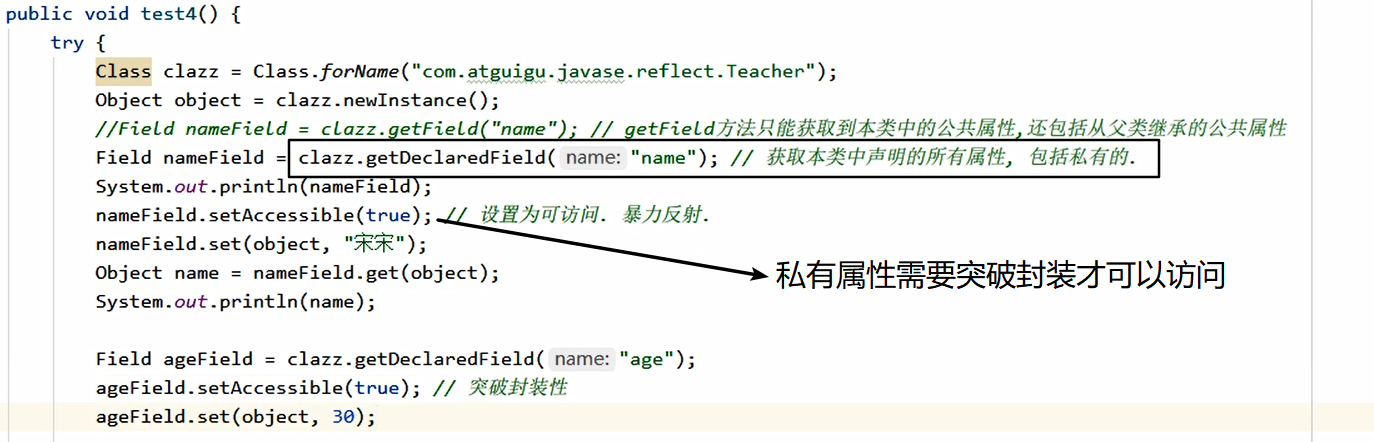 public void test4() {
try {
Class clazz = Class.forName("com.atguigu.javase.reflect.Teacher");
Object object = clazz.newInstance();
//Field nameField = clazz.getField("name"); // getField方法只能获取到本类中的公共属性,还包括从父类继承的公共属性
Field nameField = clazz.getDeclaredField( name: "name"); // 获取本类中声明的所有属性, 包括私有的.
System.out.println(nameField);
nameField.setAccessible(true); // 设置为可访问. 暴力反射.
nameField.set(object, "宋宋");
Object name = nameField.get(object);
私有属性需要突破封装才可以访问
System.out.println(name);
Field ageField = clazz.getDeclaredField( name: "age");
ageField.setAccessible(true); // 突破封装性
ageField.set(object, 30);